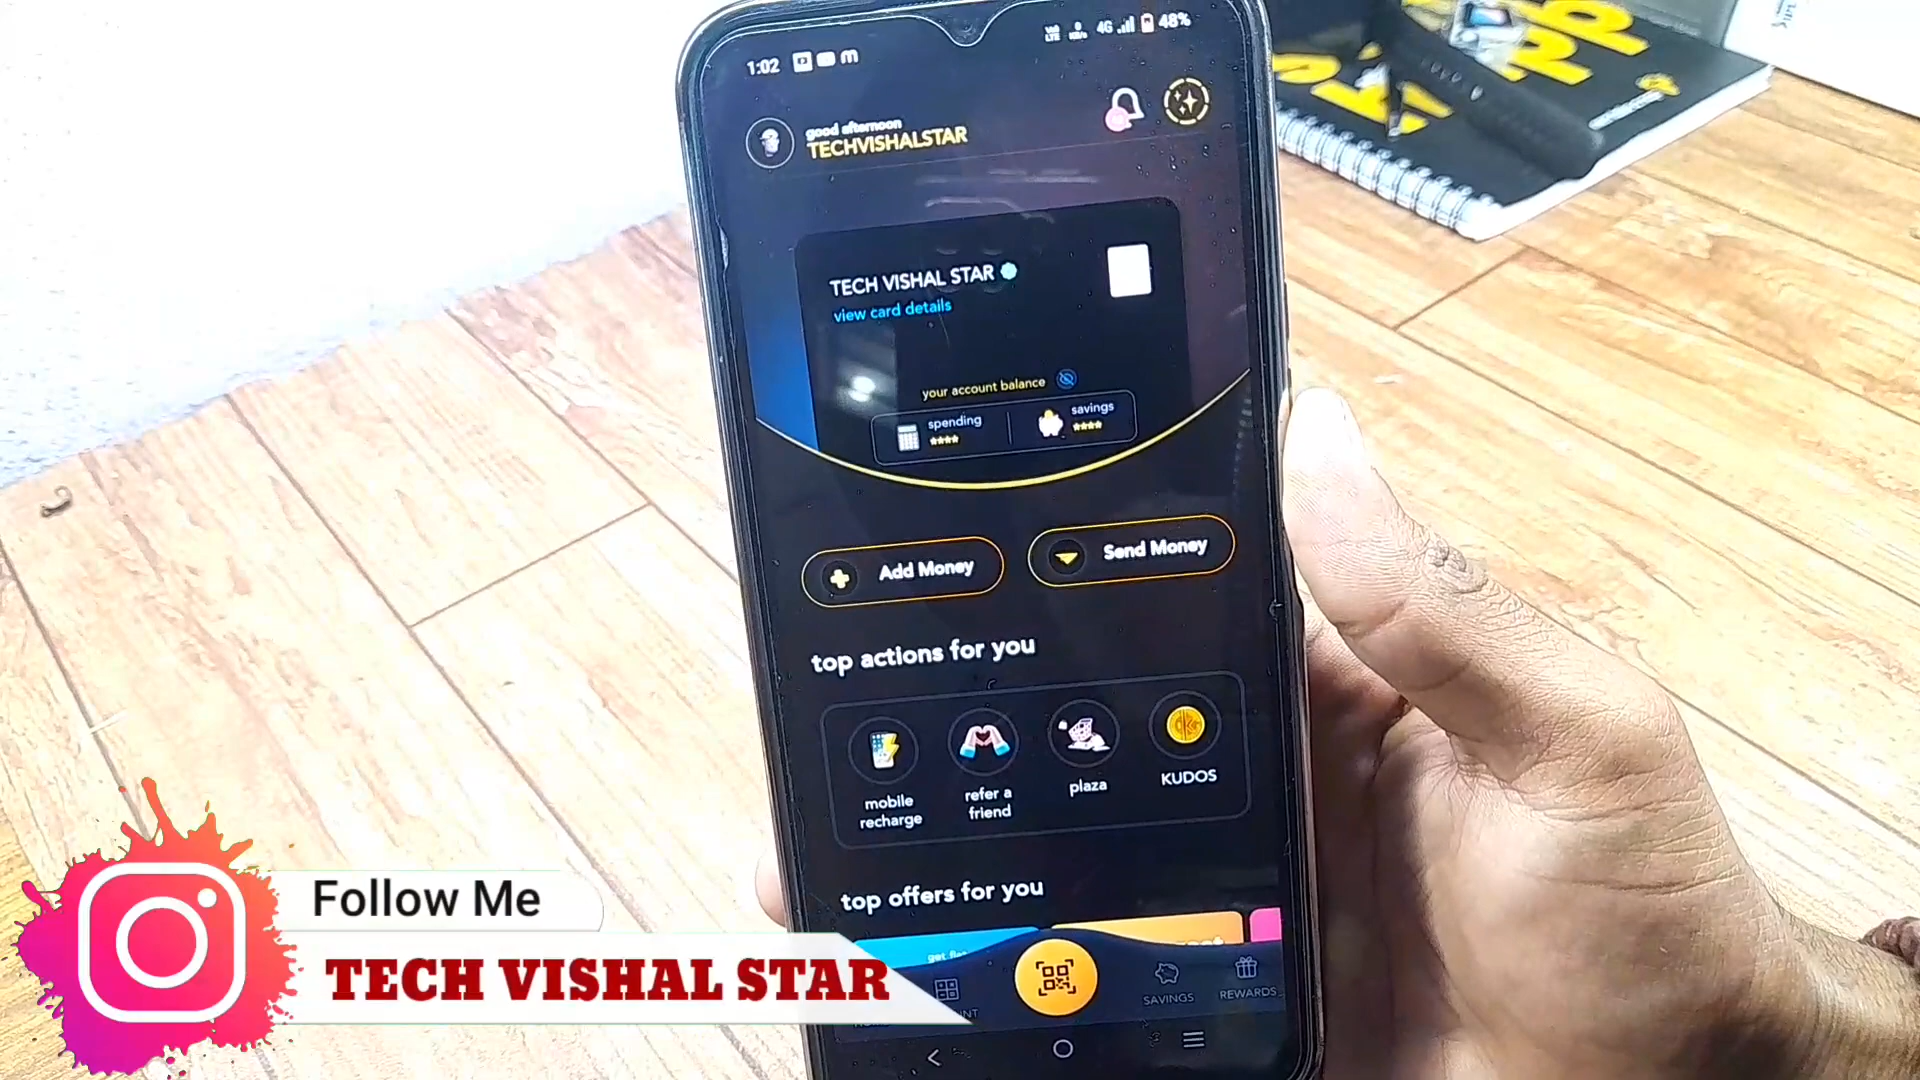 1:02
4G 48%
good afternoon
TECHVISHALSTAR
TECH VISHAL STAR
view card details
your account balance
spending
****
savings
****
Add Money
Send Money
top actions for you
mobile recharge
refer a friend
plaza
KUDOS
top offers for you
SAVINGS
REWARDS
Follow Me
TECH VISHAL STAR